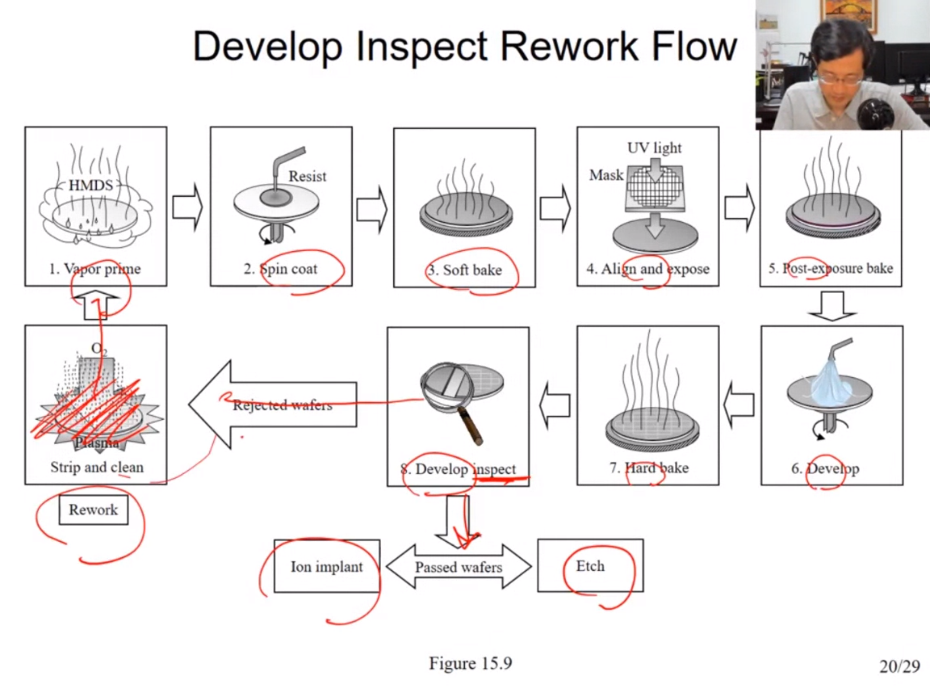 Develop Inspect Rework Flow
HMDS
1. Vapor prime
Resist
2. Spin coat
3. Soft bake
UV light
Mask
4. Align and expose
5. Post-exposure bake
O2
Plasma
Strip and clean
Rework
Rejected wafers
8. Develop inspect
7. Hard bake
6. Develop
Ion implant
Passed wafers
Etch
Figure 15.9
20/29